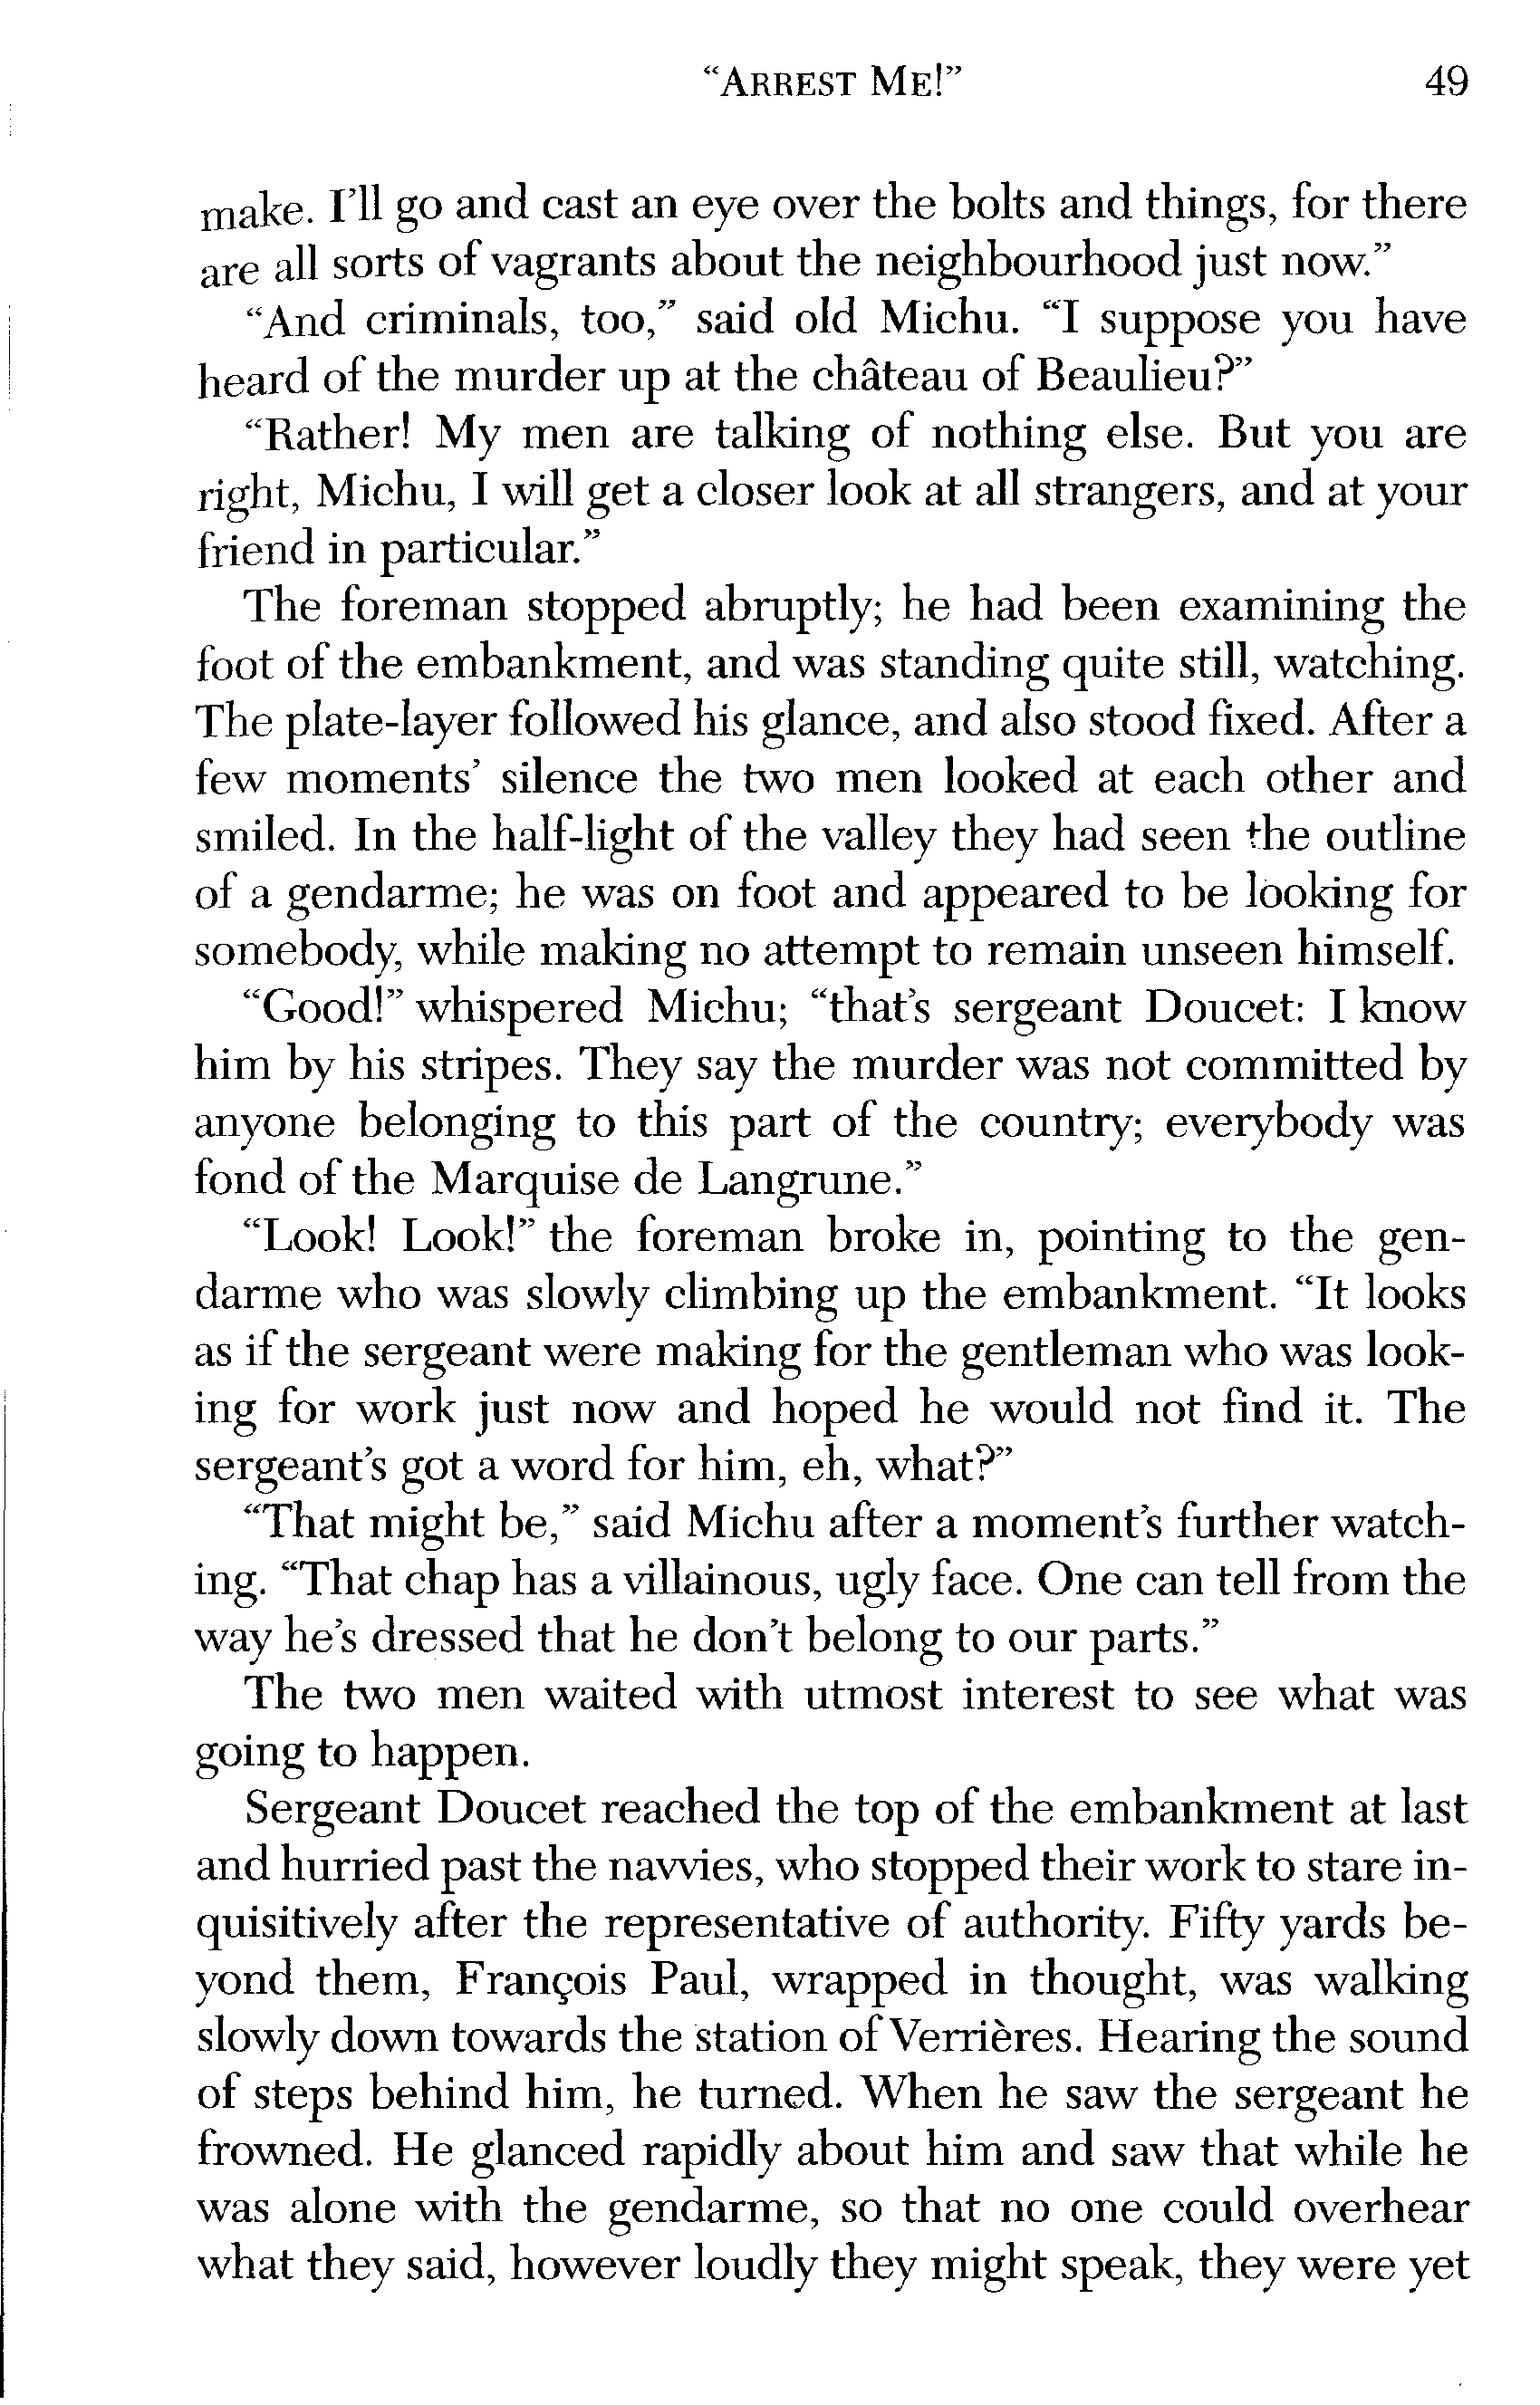 “ARREST ME!” 49
make. I’ll go and cast an eye over the bolts and things, for there
are all sorts of vagrants about the neighbourhood just now.”
“And criminals, too,” said old Michu. “I suppose you have
heard of the murder up at the château of Beaulieu?”
“Rather! My men are talking of nothing else. But you are
right, Michu, I will get a closer look at all strangers, and at your
friend in particular.”
The foreman stopped abruptly; he had been examining the
foot of the embankment, and was standing quite still, watching.
The plate-layer followed his glance, and also stood fixed. After a
few moments’ silence the two men looked at each other and
smiled. In the half-light of the valley they had seen the outline
of a gendarme; he was on foot and appeared to be looking for
somebody, while making no attempt to remain unseen himself.
“Good!” whispered Michu; “that’s sergeant Doucet: I know
him by his stripes. They say the murder was not committed by
anyone belonging to this part of the country; everybody was
fond of the Marquise de Langrune.”
“Look! Look!” the foreman broke in, pointing to the gen-
darme who was slowly climbing up the embankment. “It looks
as if the sergeant were making for the gentleman who was look-
ing for work just now and hoped he would not find it. The
sergeant’s got a word for him, eh, what?”
“That might be,” said Michu after a moment’s further watch-
ing. “That chap has a villainous, ugly face. One can tell from the
way he’s dressed that he don’t belong to our parts.”
The two men waited with utmost interest to see what was
going to happen.
Sergeant Doucet reached the top of the embankment at last
and hurried past the navvies, who stopped their work to stare in-
quisitively after the representative of authority. Fifty yards be-
yond them, François Paul, wrapped in thought, was walking
slowly down towards the station of Verrières. Hearing the sound
of steps behind him, he turned. When he saw the sergeant he
frowned. He glanced rapidly about him and saw that while he
was alone with the gendarme, so that no one could overhear
what they said, however loudly they might speak, they were yet